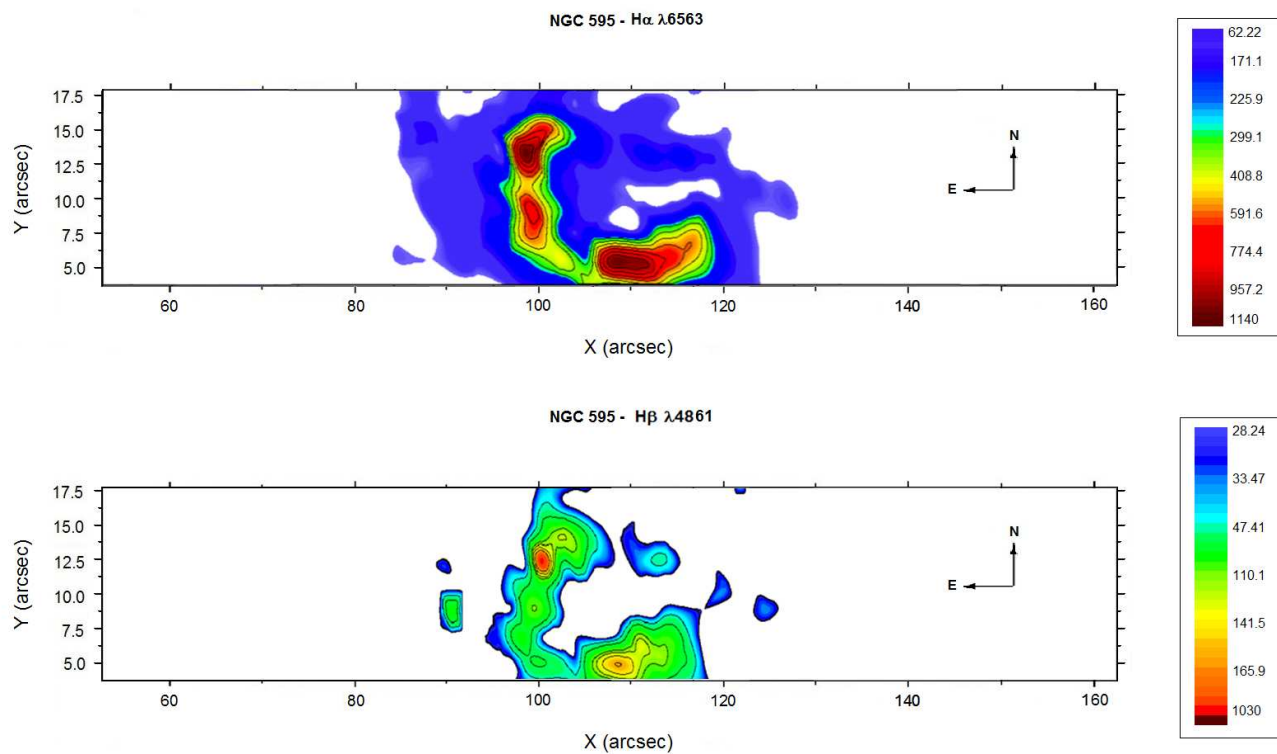 NGC 595 - Hα λ6563
17.5
15.0
12.5
10.0
7.5
5.0
Y (arcsec)
N
E
60 80 100 120 140 160
X (arcsec)
62.22
171.1
225.9
299.1
408.8
591.6
774.4
957.2
1140
NGC 595 - Hβ λ4861
17.5
15.0
12.5
10.0
7.5
5.0
Y (arcsec)
N
E
60 80 100 120 140 160
X (arcsec)
28.24
33.47
47.41
110.1
141.5
165.9
1030